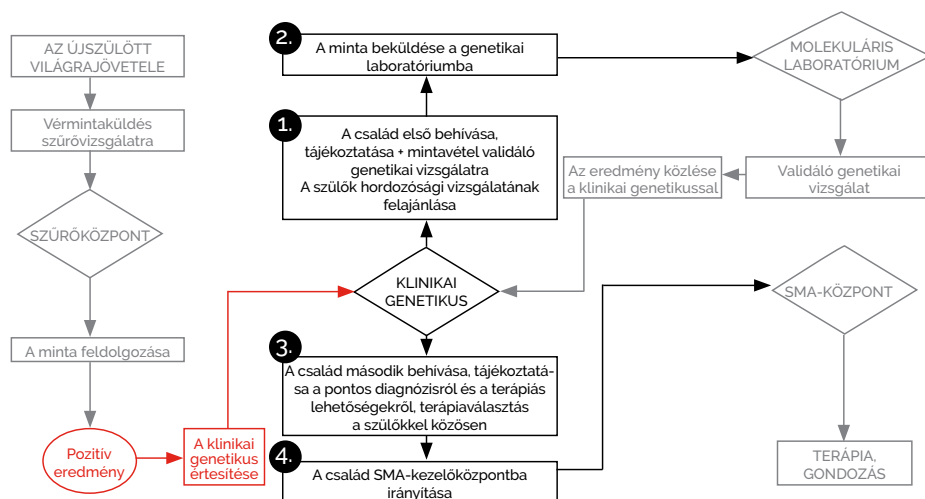 AZ ÚJSZÜLÖTT
VILÁGRAJÖVETELE
Vérmintaküldés
szűrővizsgálatra
SZŰRŐKÖZPONT
A minta feldolgozása
Pozitív
eredmény
A klinikai
genetikus
értesítése
2.
A minta beküldése a genetikai
laboratóriumba
1.
A család első behívása,
tájékoztatása + mintavétel validáló
genetikai vizsgálatra
A szülők hordozósági vizsgálatának
felajánlása
KLINIKAI
GENETIKUS
3.
A család második behívása, tájékoztatá-
sa a pontos diagnózisról és a terápiás
lehetőségekről, terápiaválasztás
a szülőkkel közösen
4.
A család SMA-kezelőközpontba
irányítása
MOLEKULÁRIS
LABORATÓRIUM
Validáló genetikai
vizsgálat
Az eredmény közlése
a klinikai genetikussal
SMA-KÖZPONT
TERÁPIA,
GONDOZÁS